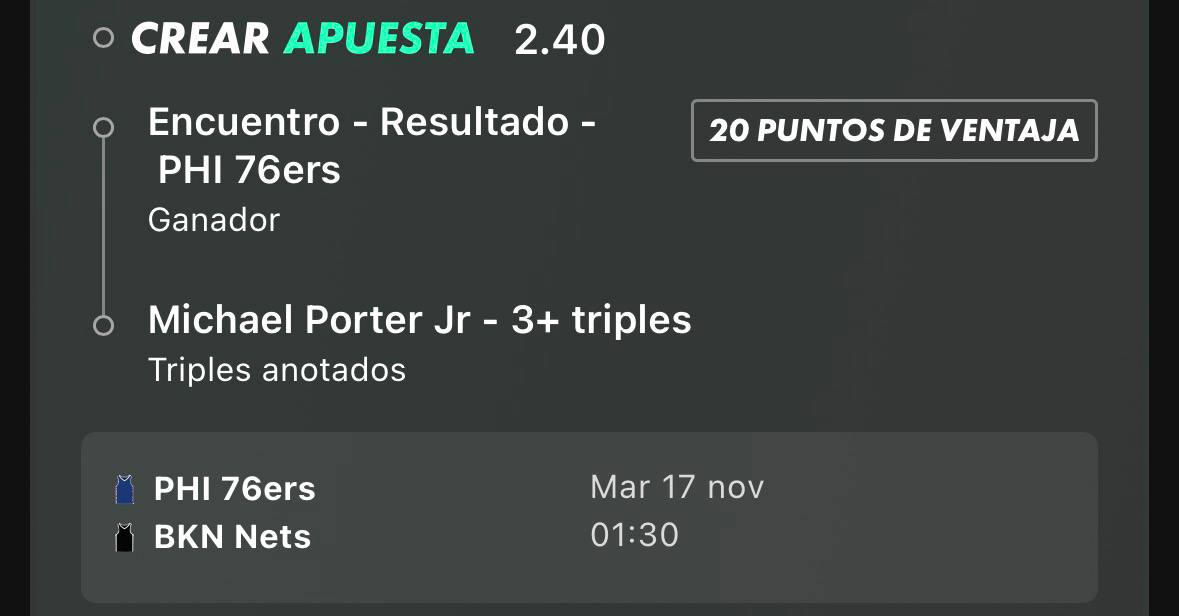 CREAR APUESTA 2.40
Encuentro - Resultado -
PHI 76ers
20 PUNTOS DE VENTAJA
Ganador
Michael Porter Jr - 3+ triples
Triples anotados
PHI 76ers
Mar 17 nov
BKN Nets
01:30